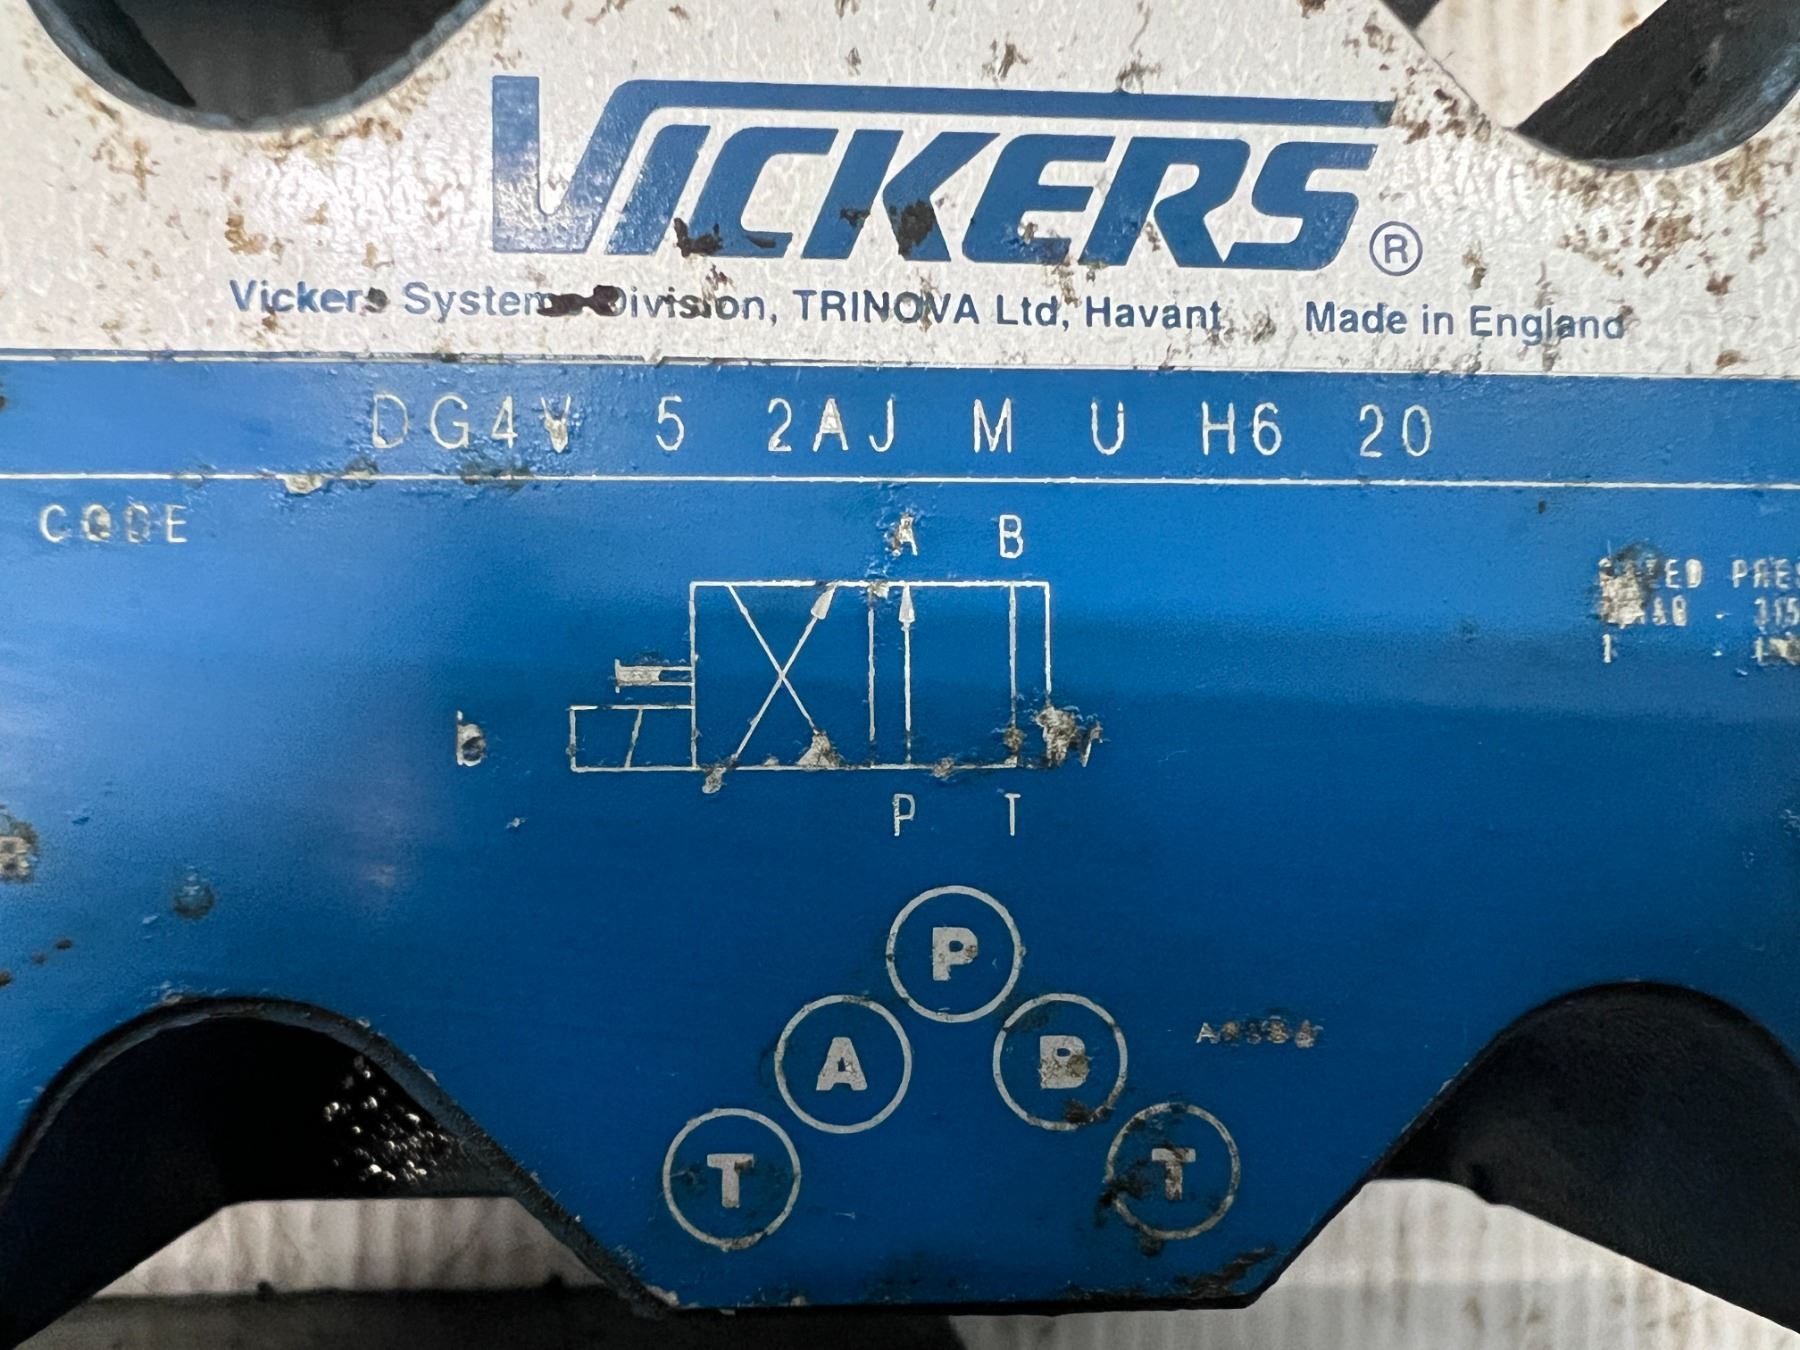 VICKERS®
Vickers Systems Division, TRINOVA Ltd, Havant Made in England
DG4V 5 2AJ M U H6 20
CODE
A B
b
P T
P
A B
T T